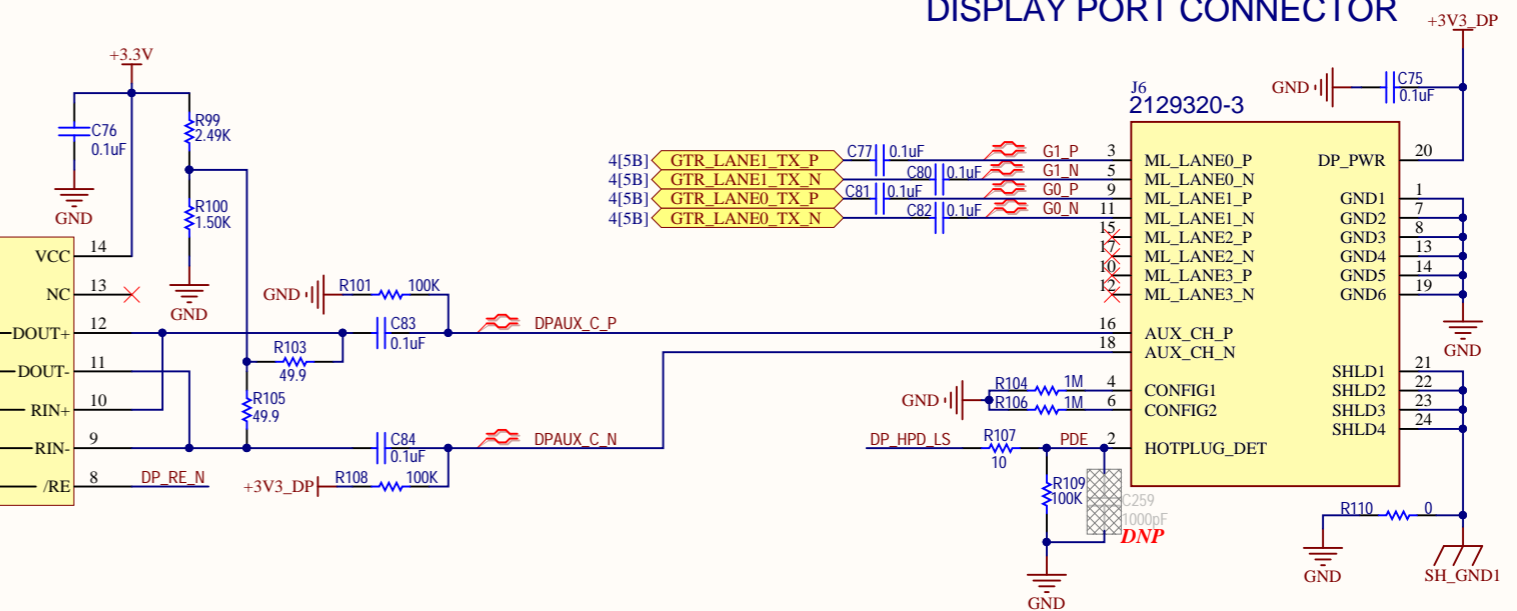 DISPLAY PORT CONNECTOR
+3V3_DP
+3.3V
GND
C75
0.1uF
J6
2129320-3
C76
0.1uF
R99
2.49K
R100
1.50K
GND
GND
4[5B] GTR_LANE1_TX_P C77 0.1uF G1_P 3 ML_LANE0_P DP_PWR 20
4[5B] GTR_LANE1_TX_N C80 0.1uF G1_N 5 ML_LANE0_N
4[5B] GTR_LANE0_TX_P C81 0.1uF G0_P 9 ML_LANE1_P GND1 1
4[5B] GTR_LANE0_TX_N C82 0.1uF G0_N 11 ML_LANE1_N GND2 7
15 ML_LANE2_P GND3 8
17 ML_LANE2_N GND4 13
10 ML_LANE3_P GND5 14
12 ML_LANE3_N GND6 19
GND
VCC 14
NC 13
DOUT+ 12
DOUT- 11
RIN+ 10
RIN- 9
/RE 8 DP_RE_N
GND R101 100K
C83
0.1uF
DPAUX_C_P 16 AUX_CH_P
18 AUX_CH_N
R103
49.9
R105
49.9
C84
0.1uF
DPAUX_C_N
+3V3_DP R108 100K
GND R104 1M 4 CONFIG1
R106 1M 6 CONFIG2
DP_HPD_LS R107 10 PDE 2 HOTPLUG_DET
SHLD1 21
SHLD2 22
SHLD3 23
SHLD4 24
R109
100K
C259
1000pF
DNP
GND
R110 0
GND
SH_GND1